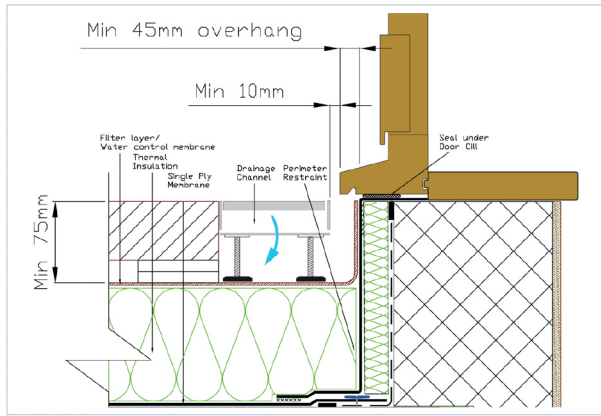 Min 45mm overhang
Min 10mm
Filter layer/
Water control membrane
Thermal
Insulation
Single Ply
Membrane
Drainage
Channel
Perimeter
Restraint
Seal under
Door Cill
Min 75mm